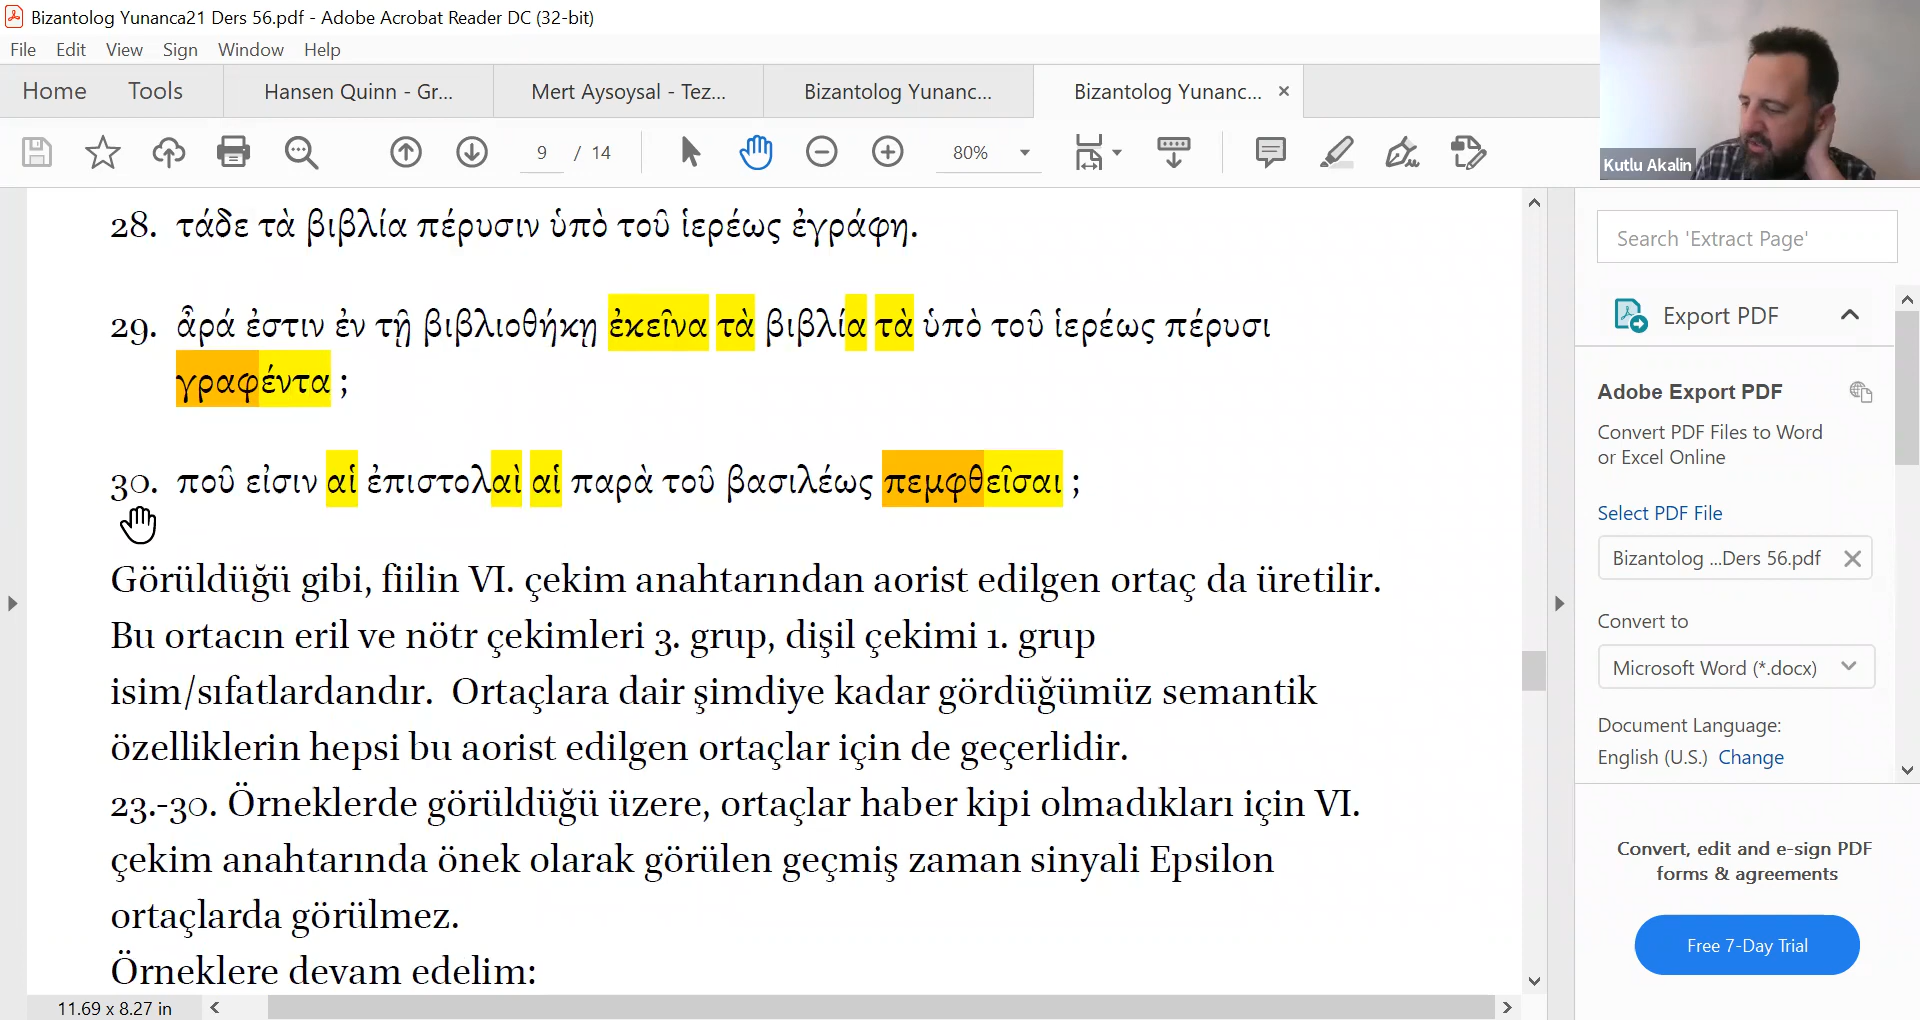 Bizantolog Yunanca21 Ders 56.pdf - Adobe Acrobat Reader DC (32-bit)
File Edit View Sign Window Help
Home Tools Hansen Quinn - Gr... Mert Aysoysal - Tez... Bizantolog Yunanc... Bizantolog Yunanc... ×
9 / 14 80%
Kutlu Akalin
28. τάδε τὰ βιβλία πέρυσιν ὑπὸ τοῦ ἱερέως ἐγράφη.
29. ἆρά ἐστιν ἐν τῇ βιβλιοθήκῃ ἐκεῖνα τὰ βιβλία τὰ ὑπὸ τοῦ ἱερέως πέρυσι
γραφέντα ;
30. ποῦ εἰσιν αἱ ἐπιστολαὶ αἱ παρὰ τοῦ βασιλέως πεμφθεῖσαι ;
Görüldüğü gibi, fiilin VI. çekim anahtarından aorist edilgen ortaç da üretilir.
Bu ortacın eril ve nötr çekimleri 3. grup, dişil çekimi 1. grup
isim/sıfatlardandır. Ortaçlara dair şimdiye kadar gördüğümüz semantik
özelliklerin hepsi bu aorist edilgen ortaçlar için de geçerlidir.
23.-30. Örneklerde görüldüğü üzere, ortaçlar haber kipi olmadıkları için VI.
çekim anahtarında önek olarak görülen geçmiş zaman sinyali Epsilon
ortaçlarda görülmez.
Örneklere devam edelim:
11.69 x 8.27 in
Search 'Extract Page'
Export PDF
Adobe Export PDF
Convert PDF Files to Word
or Excel Online
Select PDF File
Bizantolog ...Ders 56.pdf
Convert to
Microsoft Word (*.docx)
Document Language:
English (U.S.) Change
Convert, edit and e-sign PDF
forms & agreements
Free 7-Day Trial